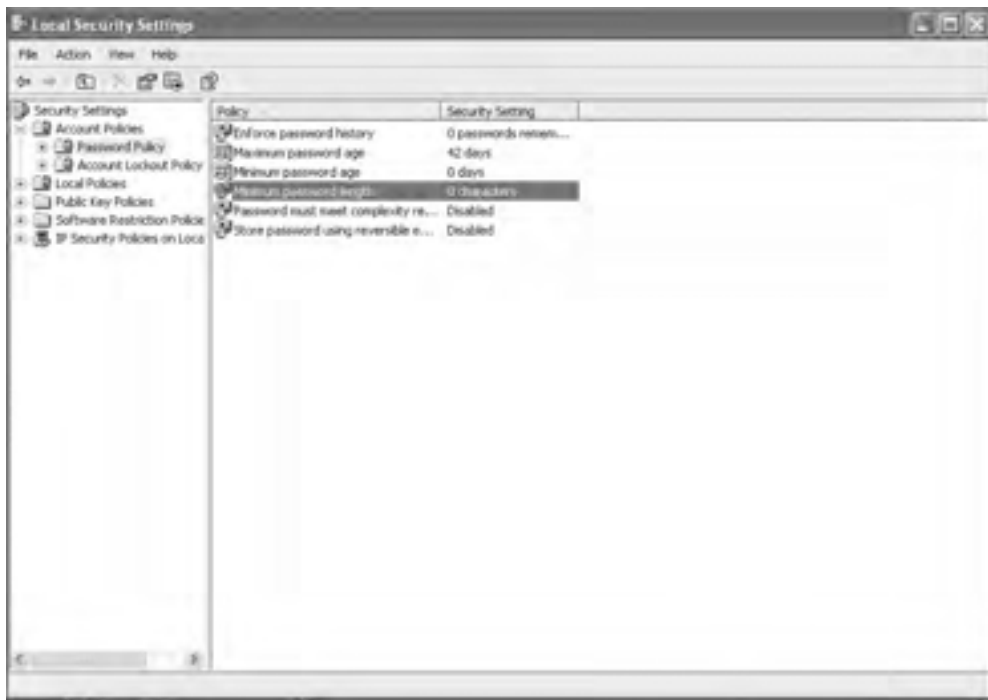 Local Security Settings
File Action View Help
Security Settings
Account Policies
Password Policy
Account Lockout Policy
Local Policies
Public Key Policies
Software Restriction Policie
IP Security Policies on Loca
Policy Security Setting
Enforce password history 0 passwords remem...
Maximum password age 42 days
Minimum password age 0 days
Minimum password length 0 characters
Password must meet complexity re... Disabled
Store password using reversible e... Disabled